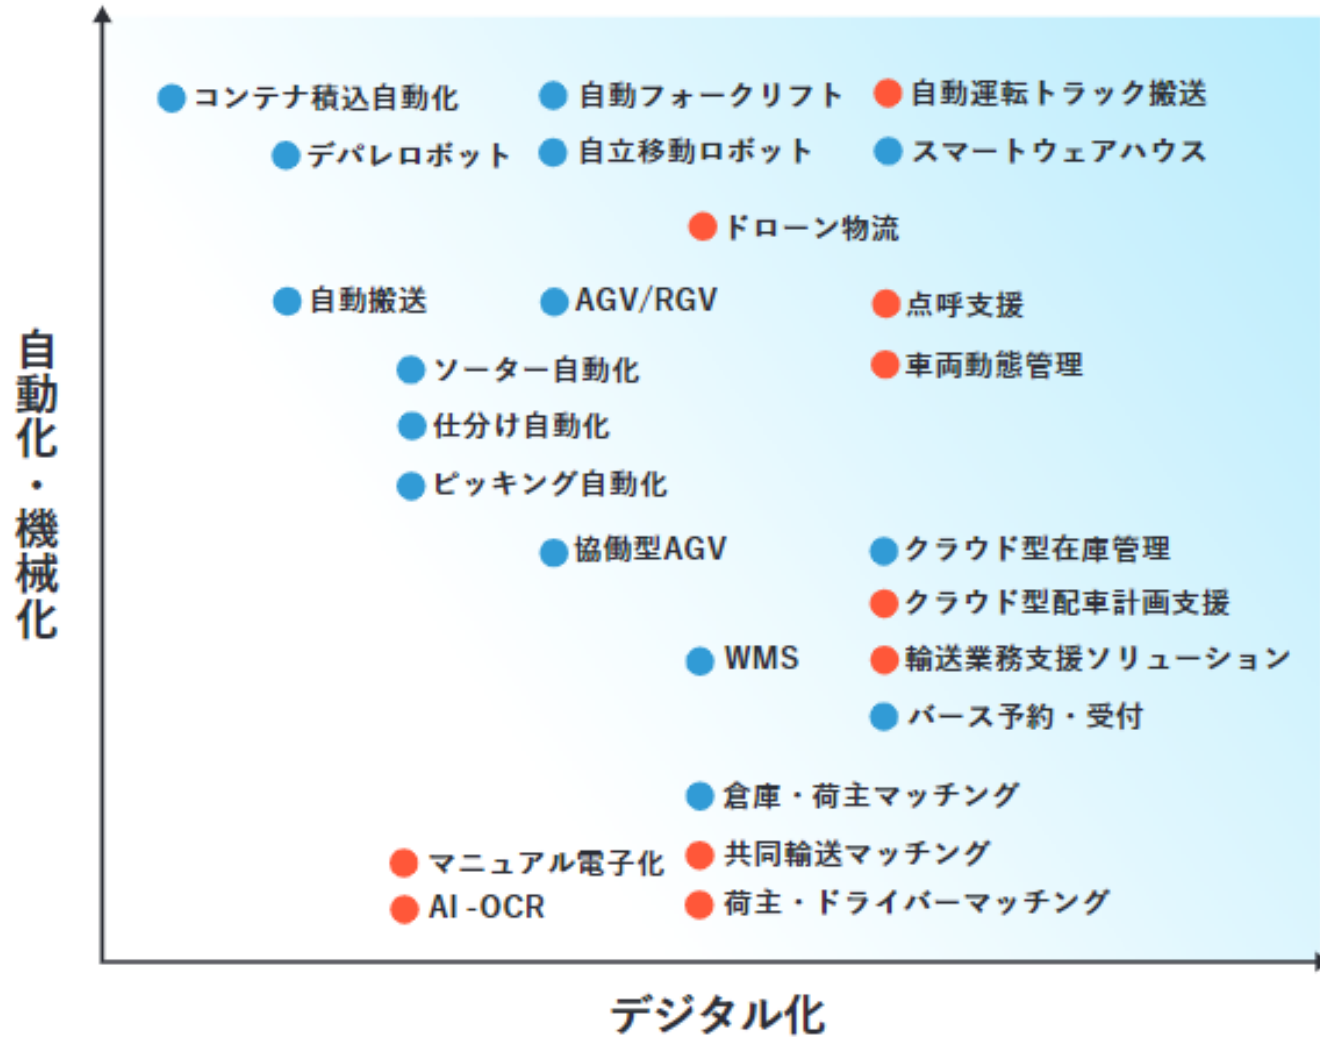 コンテナ積込自動化
自動フォークリフト
自動運転トラック搬送
デパレロボット
自立移動ロボット
スマートウェアハウス
ドローン物流
自動搬送
AGV/RGV
点呼支援
ソーター自動化
車両動態管理
仕分け自動化
ピッキング自動化
協働型AGV
クラウド型在庫管理
クラウド型配車計画支援
WMS
輸送業務支援ソリューション
バース予約・受付
倉庫・荷主マッチング
マニュアル電子化
共同輸送マッチング
AI -OCR
荷主・ドライバーマッチング
自動化・機械化
デジタル化